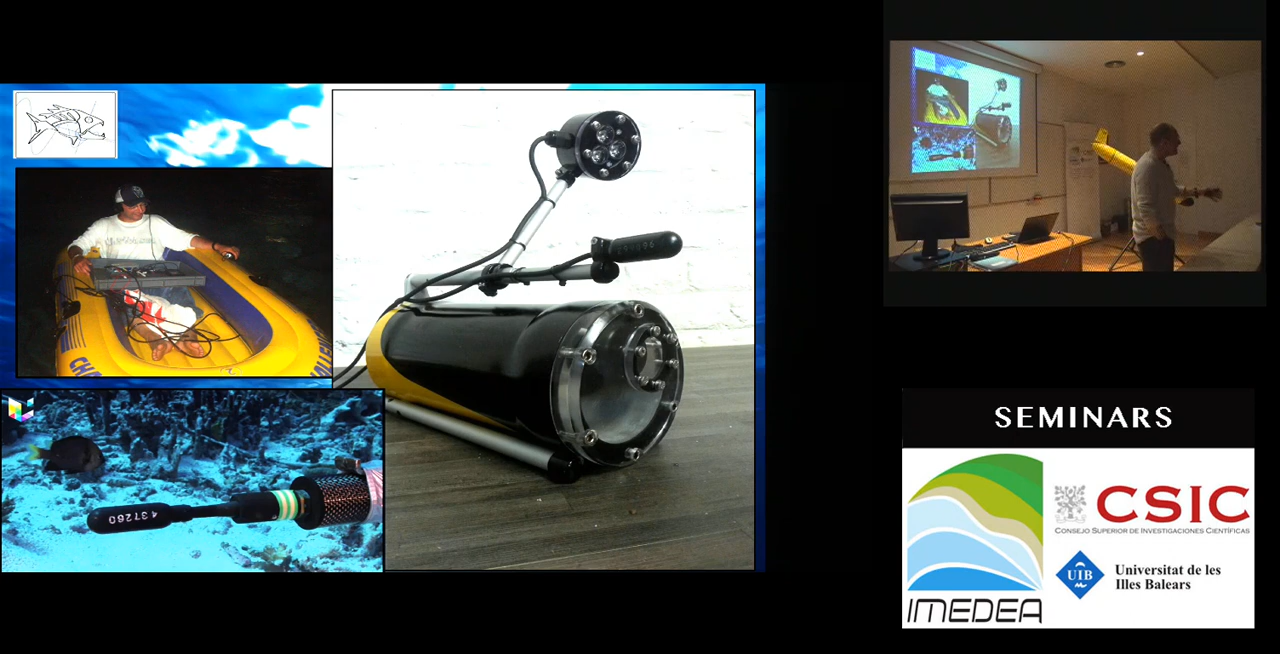 SEMINARS
CSIC
CONSEJO SUPERIOR DE INVESTIGACIONES CIENTÍFICAS
UIB
Universitat de les
Illes Balears
IMEDEA
437260